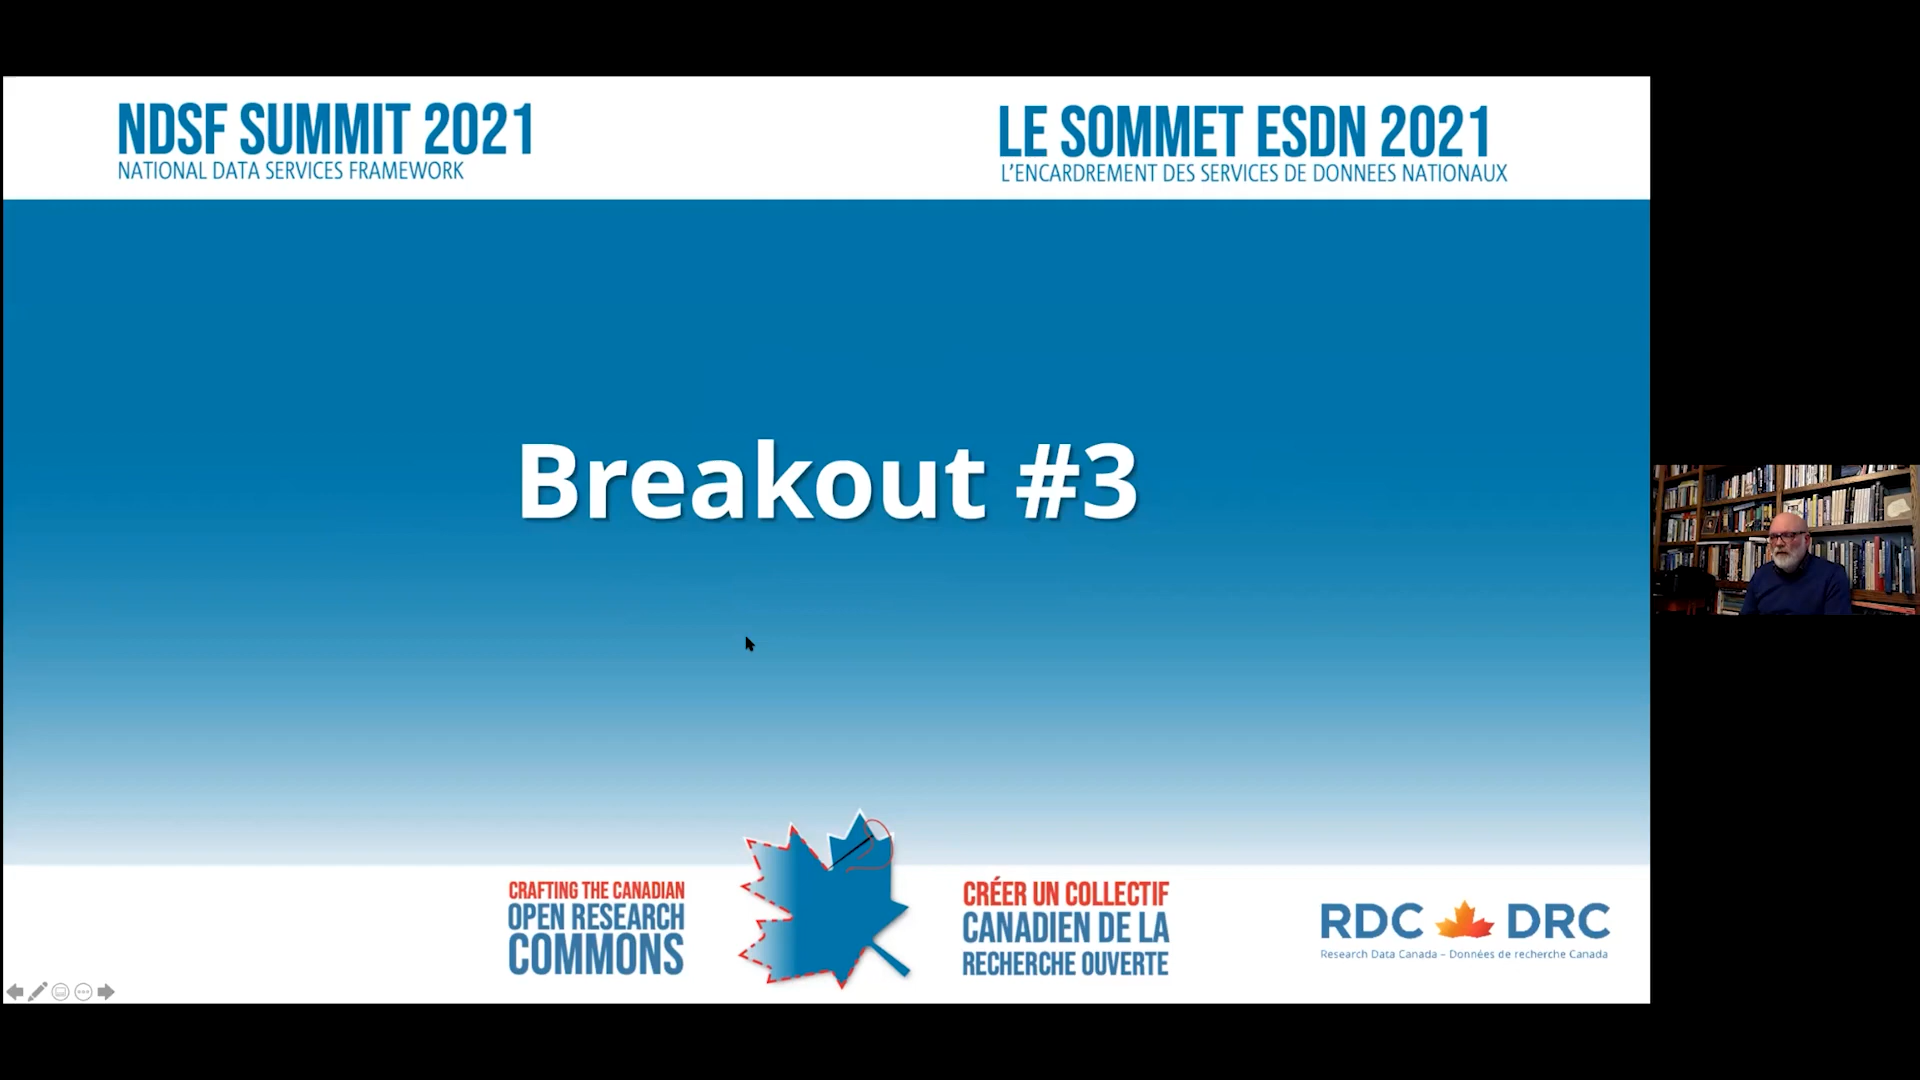 NDSF SUMMIT 2021
NATIONAL DATA SERVICES FRAMEWORK
LE SOMMET ESDN 2021
L'ENCARDREMENT DES SERVICES DE DONNEES NATIONAUX
Breakout #3
CRAFTING THE CANADIAN
OPEN RESEARCH
COMMONS
CRÉER UN COLLECTIF
CANADIEN DE LA
RECHERCHE OUVERTE
RDC DRC
Research Data Canada – Données de recherche Canada